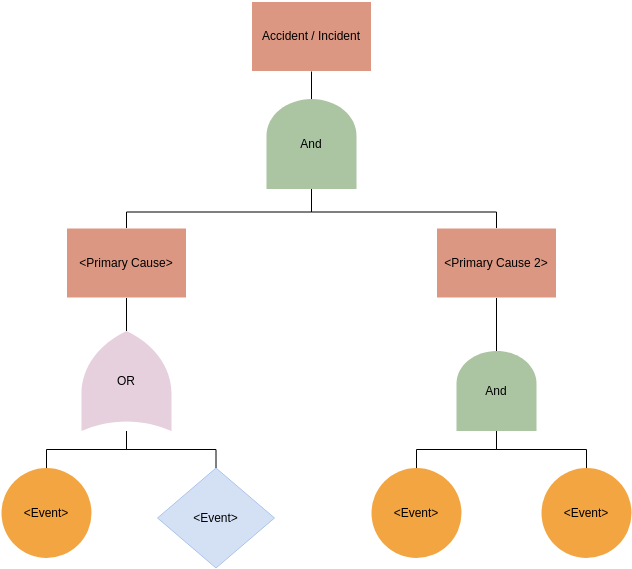 Accident / Incident
And
<Primary Cause>
<Primary Cause 2>
OR
And
<Event>
<Event>
<Event>
<Event>